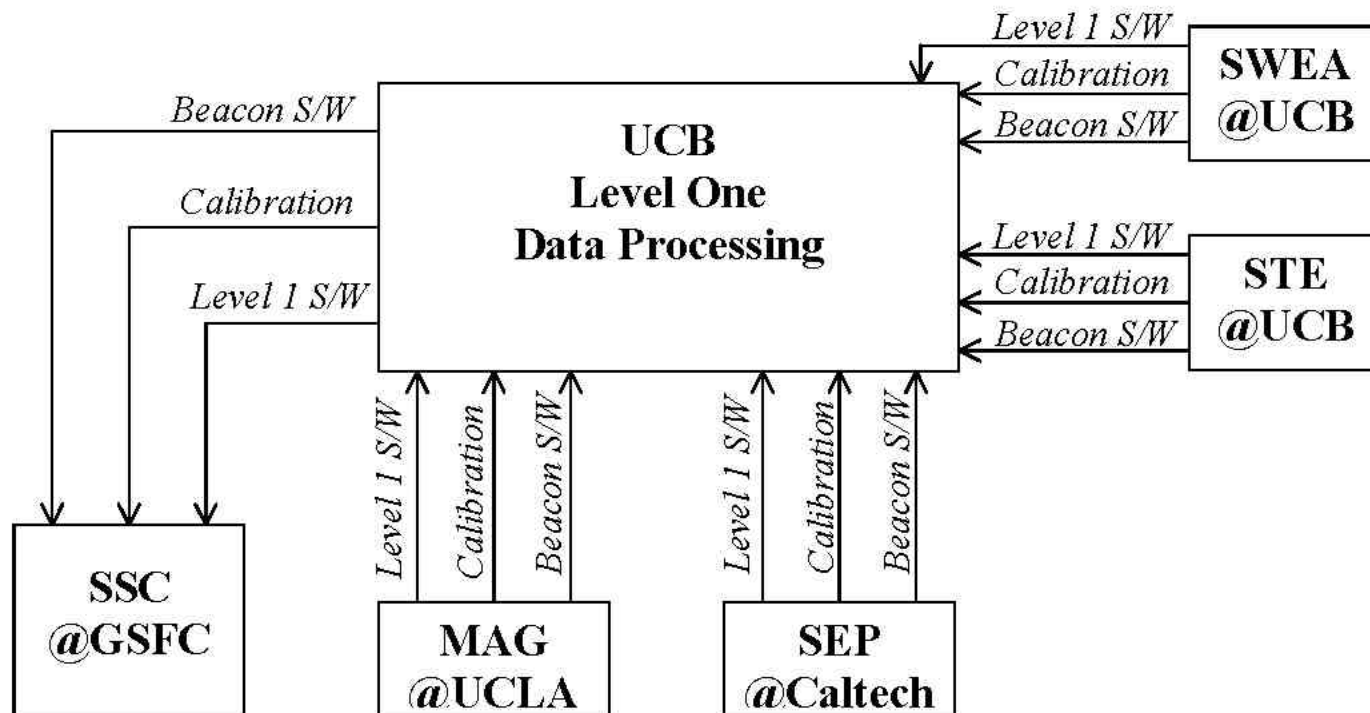 Level 1 S/W
Calibration
Beacon S/W
SWEA
@UCB
Beacon S/W
Calibration
Level 1 S/W
UCB
Level One
Data Processing
Level 1 S/W
Calibration
Beacon S/W
STE
@UCB
Level 1 S/W
Calibration
Beacon S/W
Level 1 S/W
Calibration
Beacon S/W
SSC
@GSFC
MAG
@UCLA
SEP
@Caltech